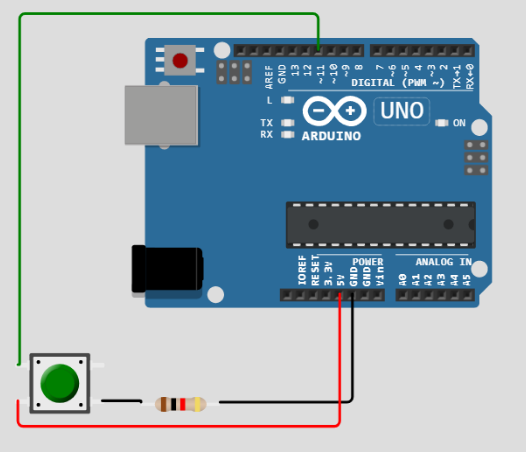 AREF
GND
13
12
~11
~10
~9
8
7
~6
~5
4
~3
2
TX→1
RX←0
DIGITAL (PWM ~)
L
TX
RX
UNO
ON
ARDUINO
IOREF
RESET
3.3V
5V
GND
GND
Vin
POWER
ANALOG IN
A0
A1
A2
A3
A4
A5